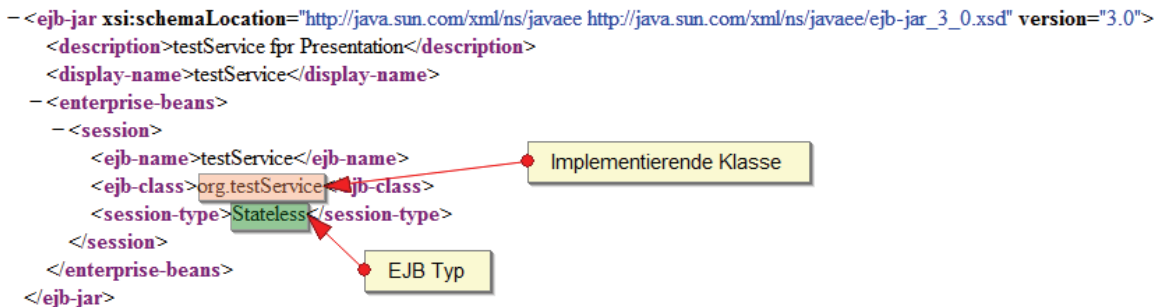 −<ejb-jar xsi:schemaLocation="http://java.sun.com/xml/ns/javaee http://java.sun.com/xml/ns/javaee/ejb-jar_3_0.xsd" version="3.0">
<description>testService fpr Presentation</description>
<display-name>testService</display-name>
−<enterprise-beans>
−<session>
<ejb-name>testService</ejb-name>
Implementierende Klasse
<ejb-class>org.testService</ejb-class>
<session-type>Stateless</session-type>
</session>
</enterprise-beans>
EJB Typ
</ejb-jar>